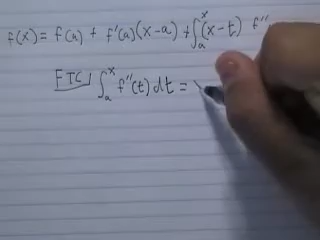 f(x) = f(a) + f'(a)(x-a) + ∫ₐˣ (x-t) f''
FTC ∫ₐˣ f''(t) dt =